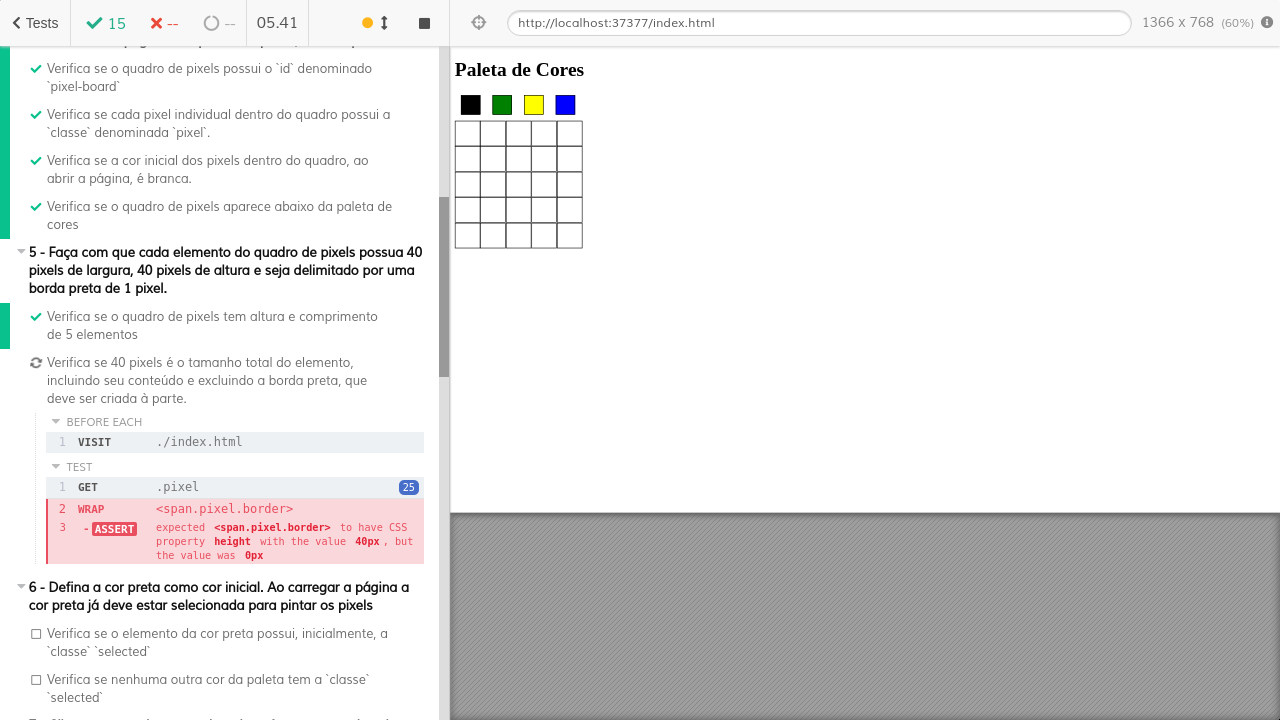 Tests
15
--
--
05.41
http://localhost:37377/index.html
1366 x 768 (60%)
Verifica se o quadro de pixels possui o `id` denominado
`pixel-board`
Verifica se cada pixel individual dentro do quadro possui a
`classe` denominada `pixel`.
Verifica se a cor inicial dos pixels dentro do quadro, ao
abrir a página, é branca.
Verifica se o quadro de pixels aparece abaixo da paleta de
cores
5 - Faça com que cada elemento do quadro de pixels possua 40
pixels de largura, 40 pixels de altura e seja delimitado por uma
borda preta de 1 pixel.
Verifica se o quadro de pixels tem altura e comprimento
de 5 elementos
Verifica se 40 pixels é o tamanho total do elemento,
incluindo seu conteúdo e excluindo a borda preta, que
deve ser criada à parte.
BEFORE EACH
1 VISIT ./index.html
TEST
1 GET .pixel 25
2 WRAP <span.pixel.border>
3 - ASSERT expected <span.pixel.border> to have CSS
property height with the value 40px, but
the value was 0px
6 - Defina a cor preta como cor inicial. Ao carregar a página a
cor preta já deve estar selecionada para pintar os pixels
Verifica se o elemento da cor preta possui, inicialmente, a
`classe` `selected`
Verifica se nenhuma outra cor da paleta tem a `classe`
`selected`
Paleta de Cores